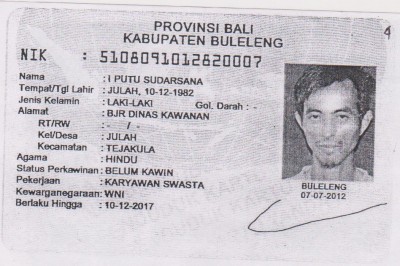 PROVINSI BALI
KABUPATEN BULELENG
NIK : 5108091012820007
Nama : I PUTU SUDARSANA
Tempat/Tgl Lahir : JULAH, 10-12-1982
Jenis Kelamin : LAKI-LAKI Gol. Darah : -
Alamat : BJR DINAS KAWANAN
RT/RW : - / -
Kel/Desa : JULAH
Kecamatan : TEJAKULA
Agama : HINDU
Status Perkawinan : BELUM KAWIN
Pekerjaan : KARYAWAN SWASTA
Kewarganegaraan : WNI
Berlaku Hingga : 10-12-2017
BULELENG
07-07-2012